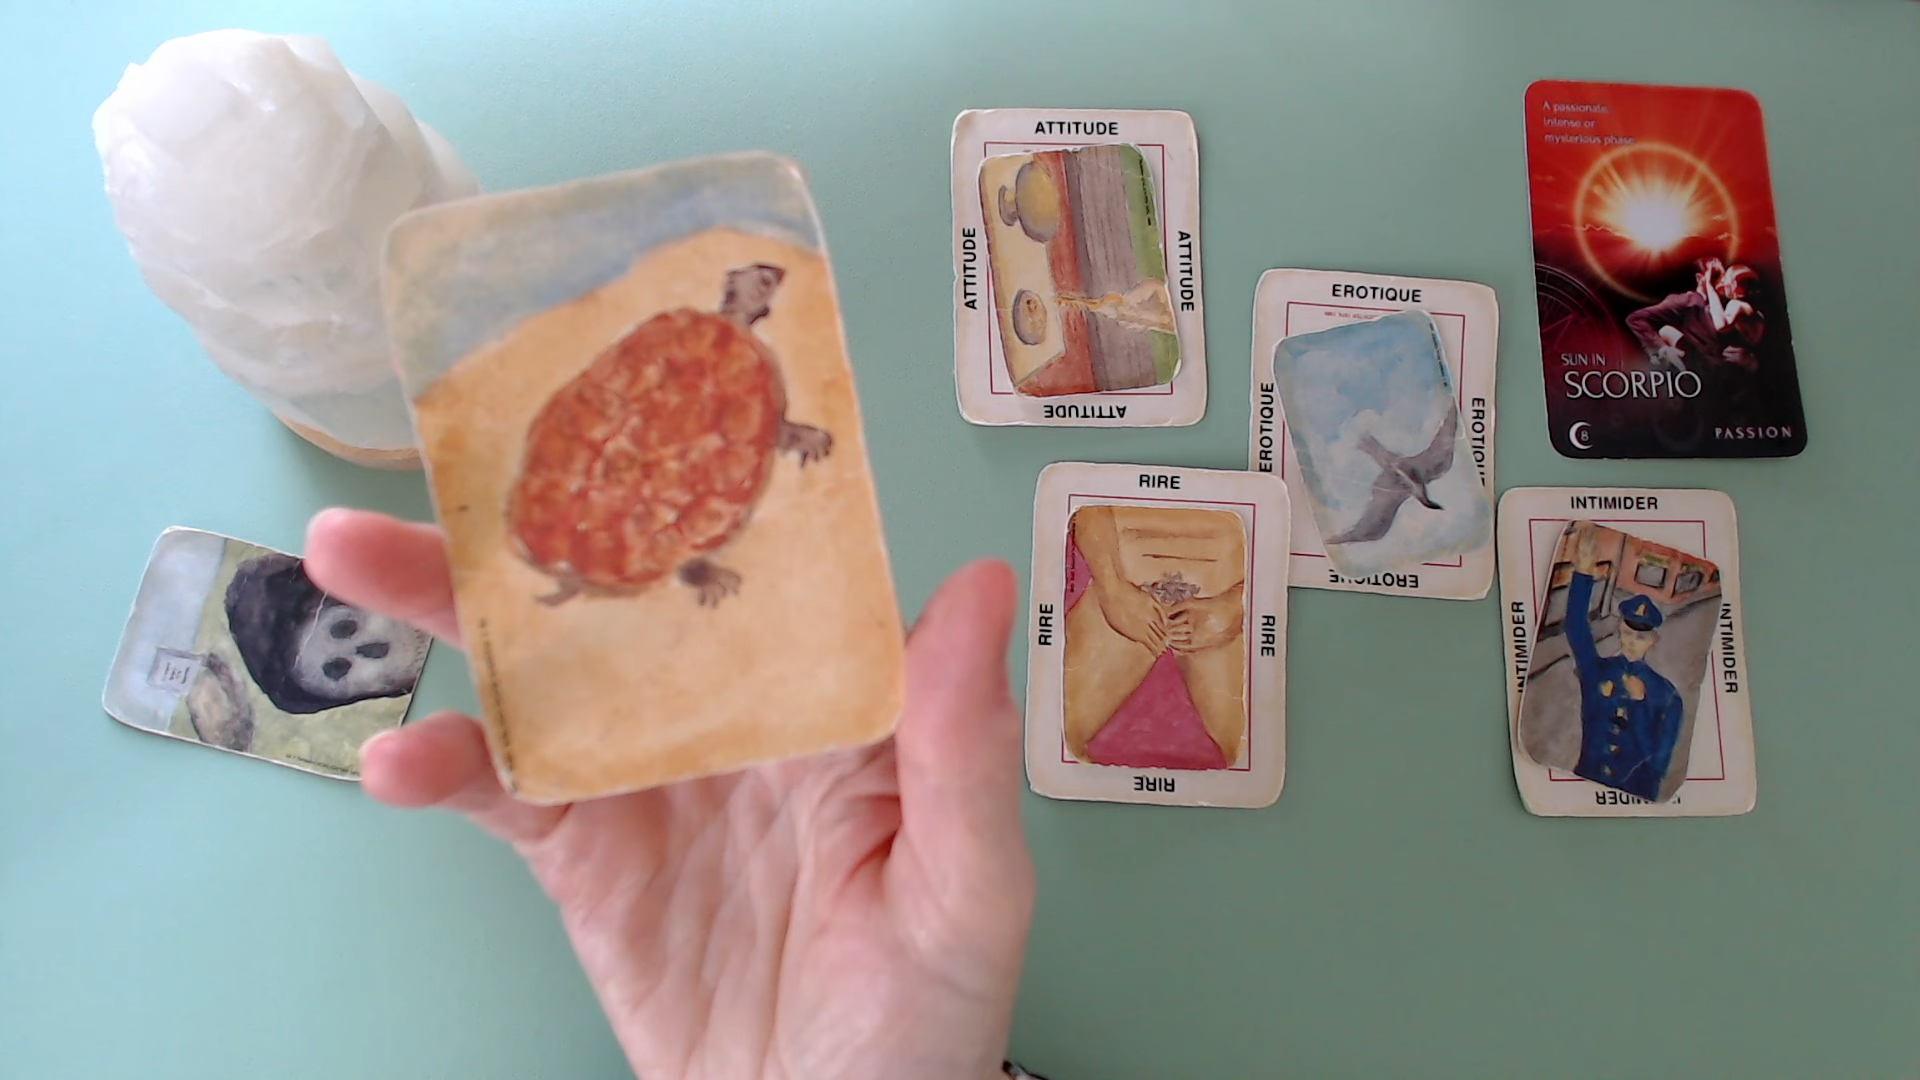 ATTITUDE
ATTITUDE
ATTITUDE
ATTITUDE
EROTIQUE
EROTIQUE
EROTIQUE
EROTIQUE
RIRE
RIRE
RIRE
RIRE
A passionate,
intense or
mysterious phase
SUN IN
SCORPIO
8
PASSION
INTIMIDER
INTIMIDER
INTIMIDER